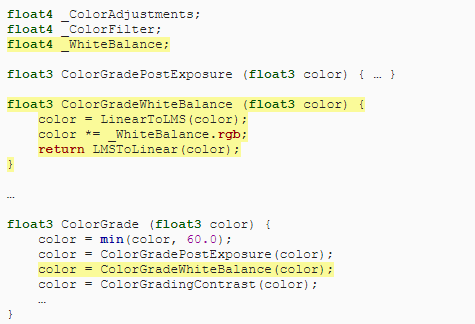 float4 _ColorAdjustments;
float4 _ColorFilter;
float4 _WhiteBalance;
float3 ColorGradePostExposure (float3 color) { … }
float3 ColorGradeWhiteBalance (float3 color) {
color = LinearToLMS(color);
color *= _WhiteBalance.rgb;
return LMSToLinear(color);
}
…
float3 ColorGrade (float3 color) {
color = min(color, 60.0);
color = ColorGradePostExposure(color);
color = ColorGradeWhiteBalance(color);
color = ColorGradingContrast(color);
…
}